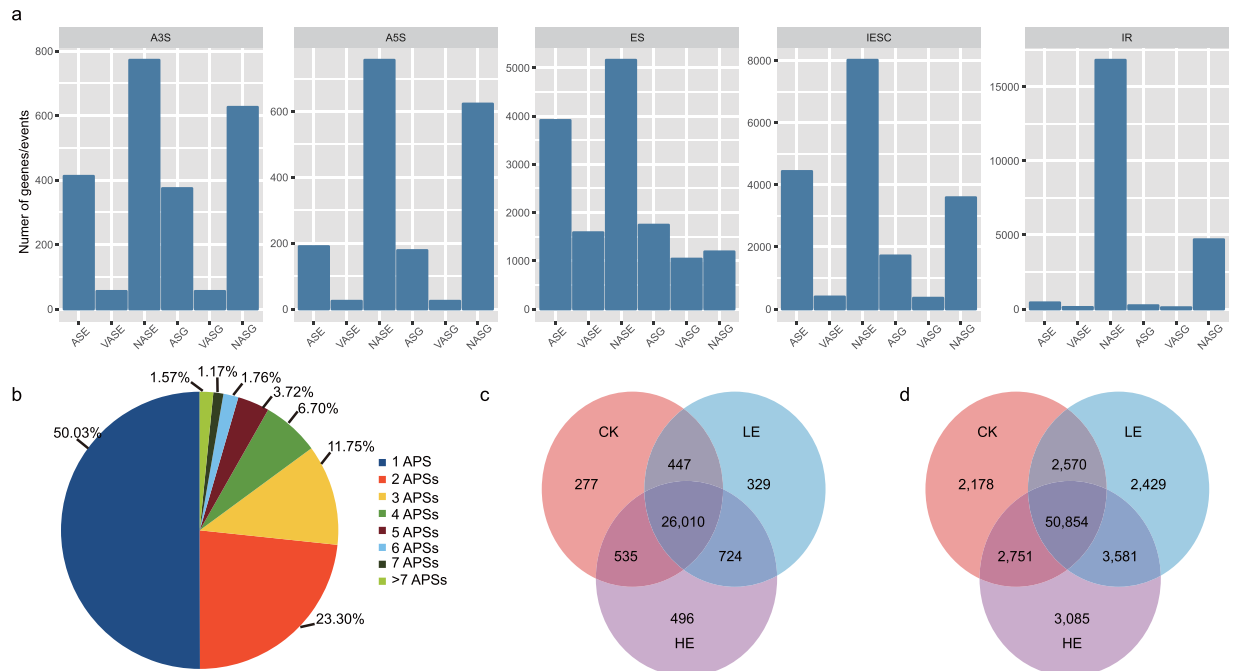 a
A3S
A5S
ES
IESC
IR
Numer of geenes/events
800
600
400
200
0
ASE
VASE
NASE
ASG
VASG
NASG
600
400
200
0
ASE
VASE
NASE
ASG
VASG
NASG
5000
4000
3000
2000
1000
0
ASE
VASE
NASE
ASG
VASG
NASG
8000
6000
4000
2000
0
ASE
VASE
NASE
ASG
VASG
NASG
15000
10000
5000
0
ASE
VASE
NASE
ASG
VASG
NASG
b
50.03%
1.57%
1.17%
1.76%
3.72%
6.70%
11.75%
23.30%
1 APS
2 APSs
3 APSs
4 APSs
5 APSs
6 APSs
7 APSs
>7 APSs
c
CK
LE
447
277
329
26,010
535
724
496
HE
d
CK
LE
2,570
2,178
2,429
50,854
2,751
3,581
3,085
HE